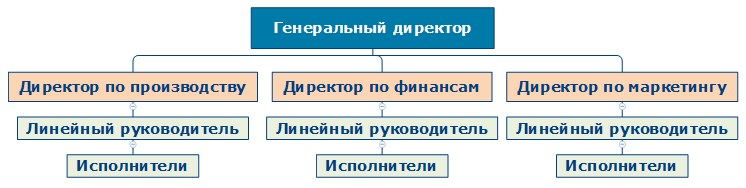 Генеральный директор
Директор по производству
Директор по финансам
Директор по маркетингу
Линейный руководитель
Линейный руководитель
Линейный руководитель
Исполнители
Исполнители
Исполнители